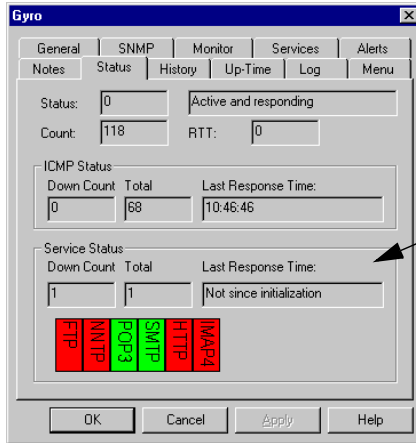 Gyro
General SNMP Monitor Services Alerts
Notes Status History Up-Time Log Menu
Status: 0 Active and responding
Count: 118 RTT: 0
ICMP Status
Down Count Total Last Response Time:
0 68 10:46:46
Service Status
Down Count Total Last Response Time:
1 1 Not since initialization
FTP NNTP POP3 SMTP HTTP IMAP4
OK Cancel Apply Help